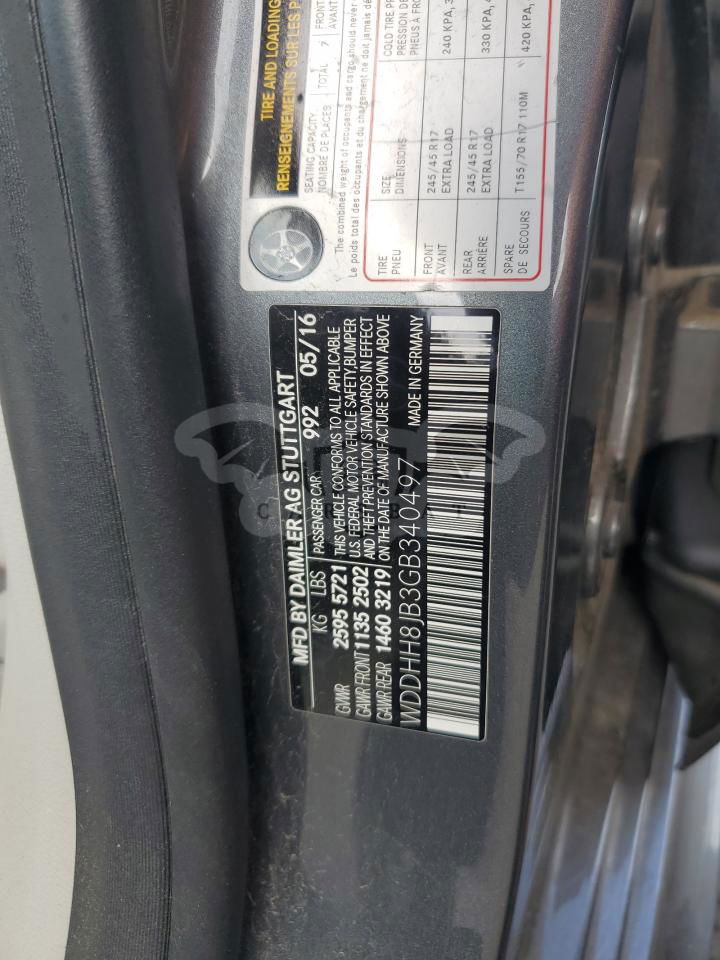 TIRE AND LOADING
RENSEIGNEMENTS SUR LES P
SEATING CAPACITY
NOMBRE DE PLACES
TOTAL 7
FRONT
AVANT
The combined weight of occupants and cargo should never
Le poids total des occupants et du chargement ne doit jamais dé
TIRE
PNEU
SIZE
DIMENSIONS
COLD TIRE PR
PRESSION DE
PNEUS À FRO
FRONT
AVANT
245/45 R17
EXTRA LOAD
240 KPA, 3
REAR
ARRIÈRE
245/45 R17
EXTRA LOAD
330 KPA, 4
SPARE
DE SECOURS
T155/70 R17 110M
420 KPA,
MFD BY DAIMLER AG STUTTGART
KG LBS PASSENGER CAR 992 05/16
GVWR 2595 5721 THIS VEHICLE CONFORMS TO ALL APPLICABLE
U.S. FEDERAL MOTOR VEHICLE SAFETY,BUMPER
GAWR FRONT 1135 2502 AND THEFT PREVENTION STANDARDS IN EFFECT
GAWR REAR 1460 3219 ON THE DATE OF MANUFACTURE SHOWN ABOVE
WDDHH8JB3GB340497 MADE IN GERMANY